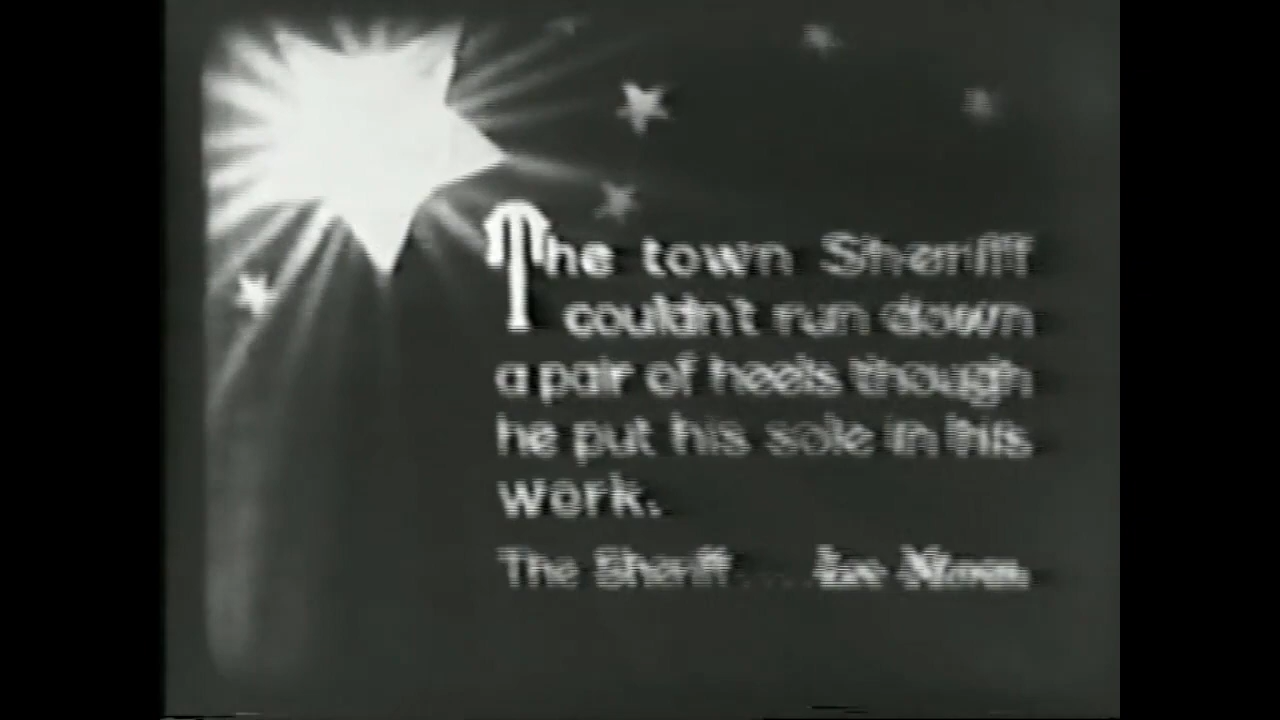 The town Sheriff
couldn't run down
a pair of heels though
he put his sole in his
work.
The Sheriff.....